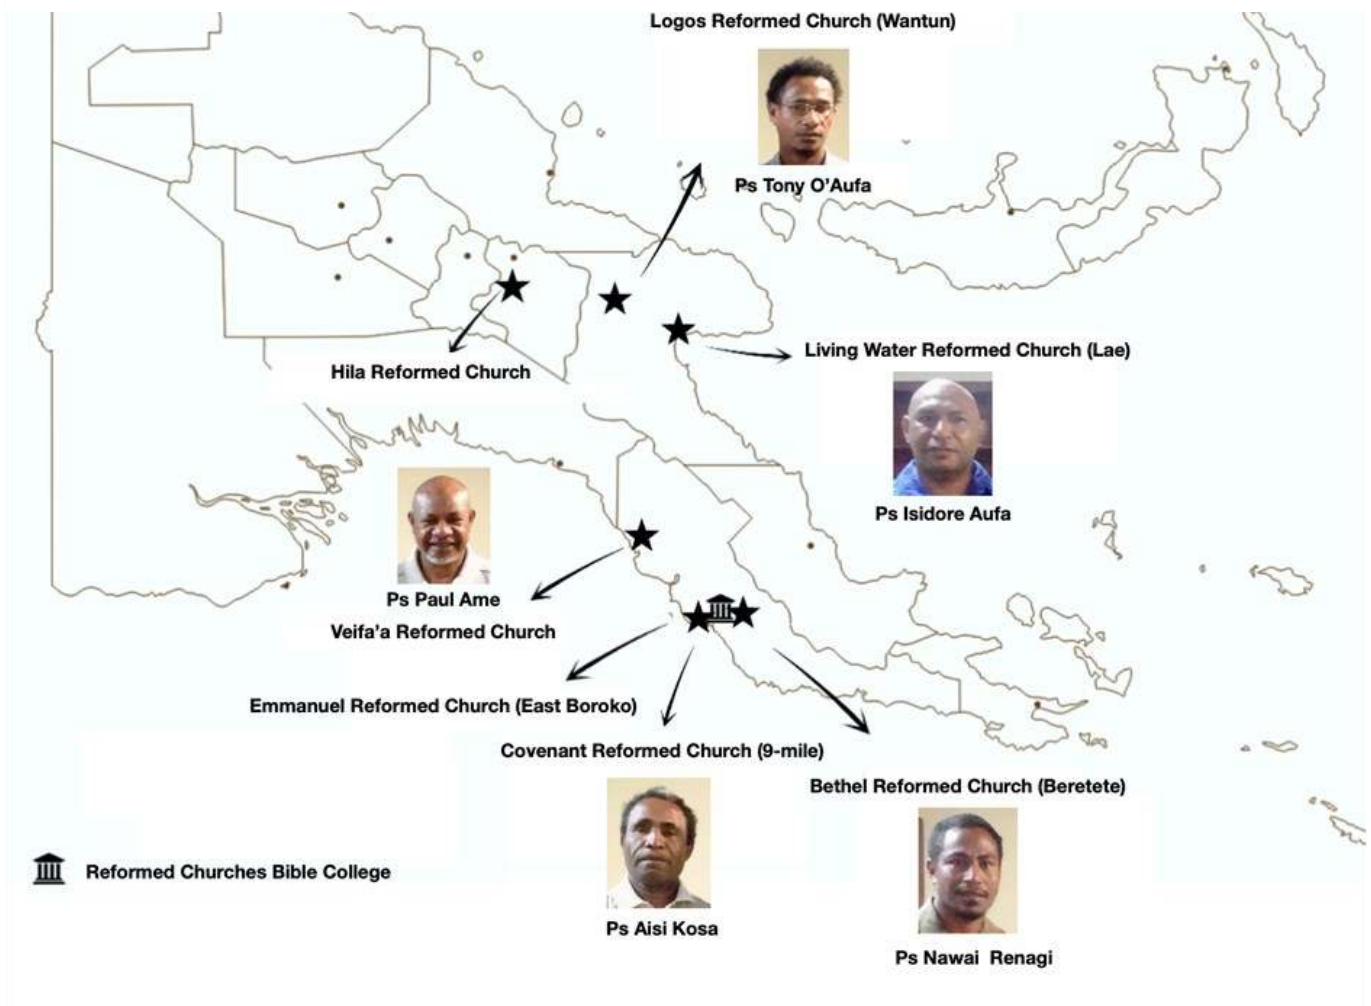 Logos Reformed Church (Wantun)
Ps Tony O'Aufa
Living Water Reformed Church (Lae)
Hila Reformed Church
Ps Isidore Aufa
Ps Paul Ame
Veifa'a Reformed Church
Emmanuel Reformed Church (East Boroko)
Covenant Reformed Church (9-mile)
Bethel Reformed Church (Beretete)
Reformed Churches Bible College
Ps Aisi Kosa
Ps Nawai Renagi